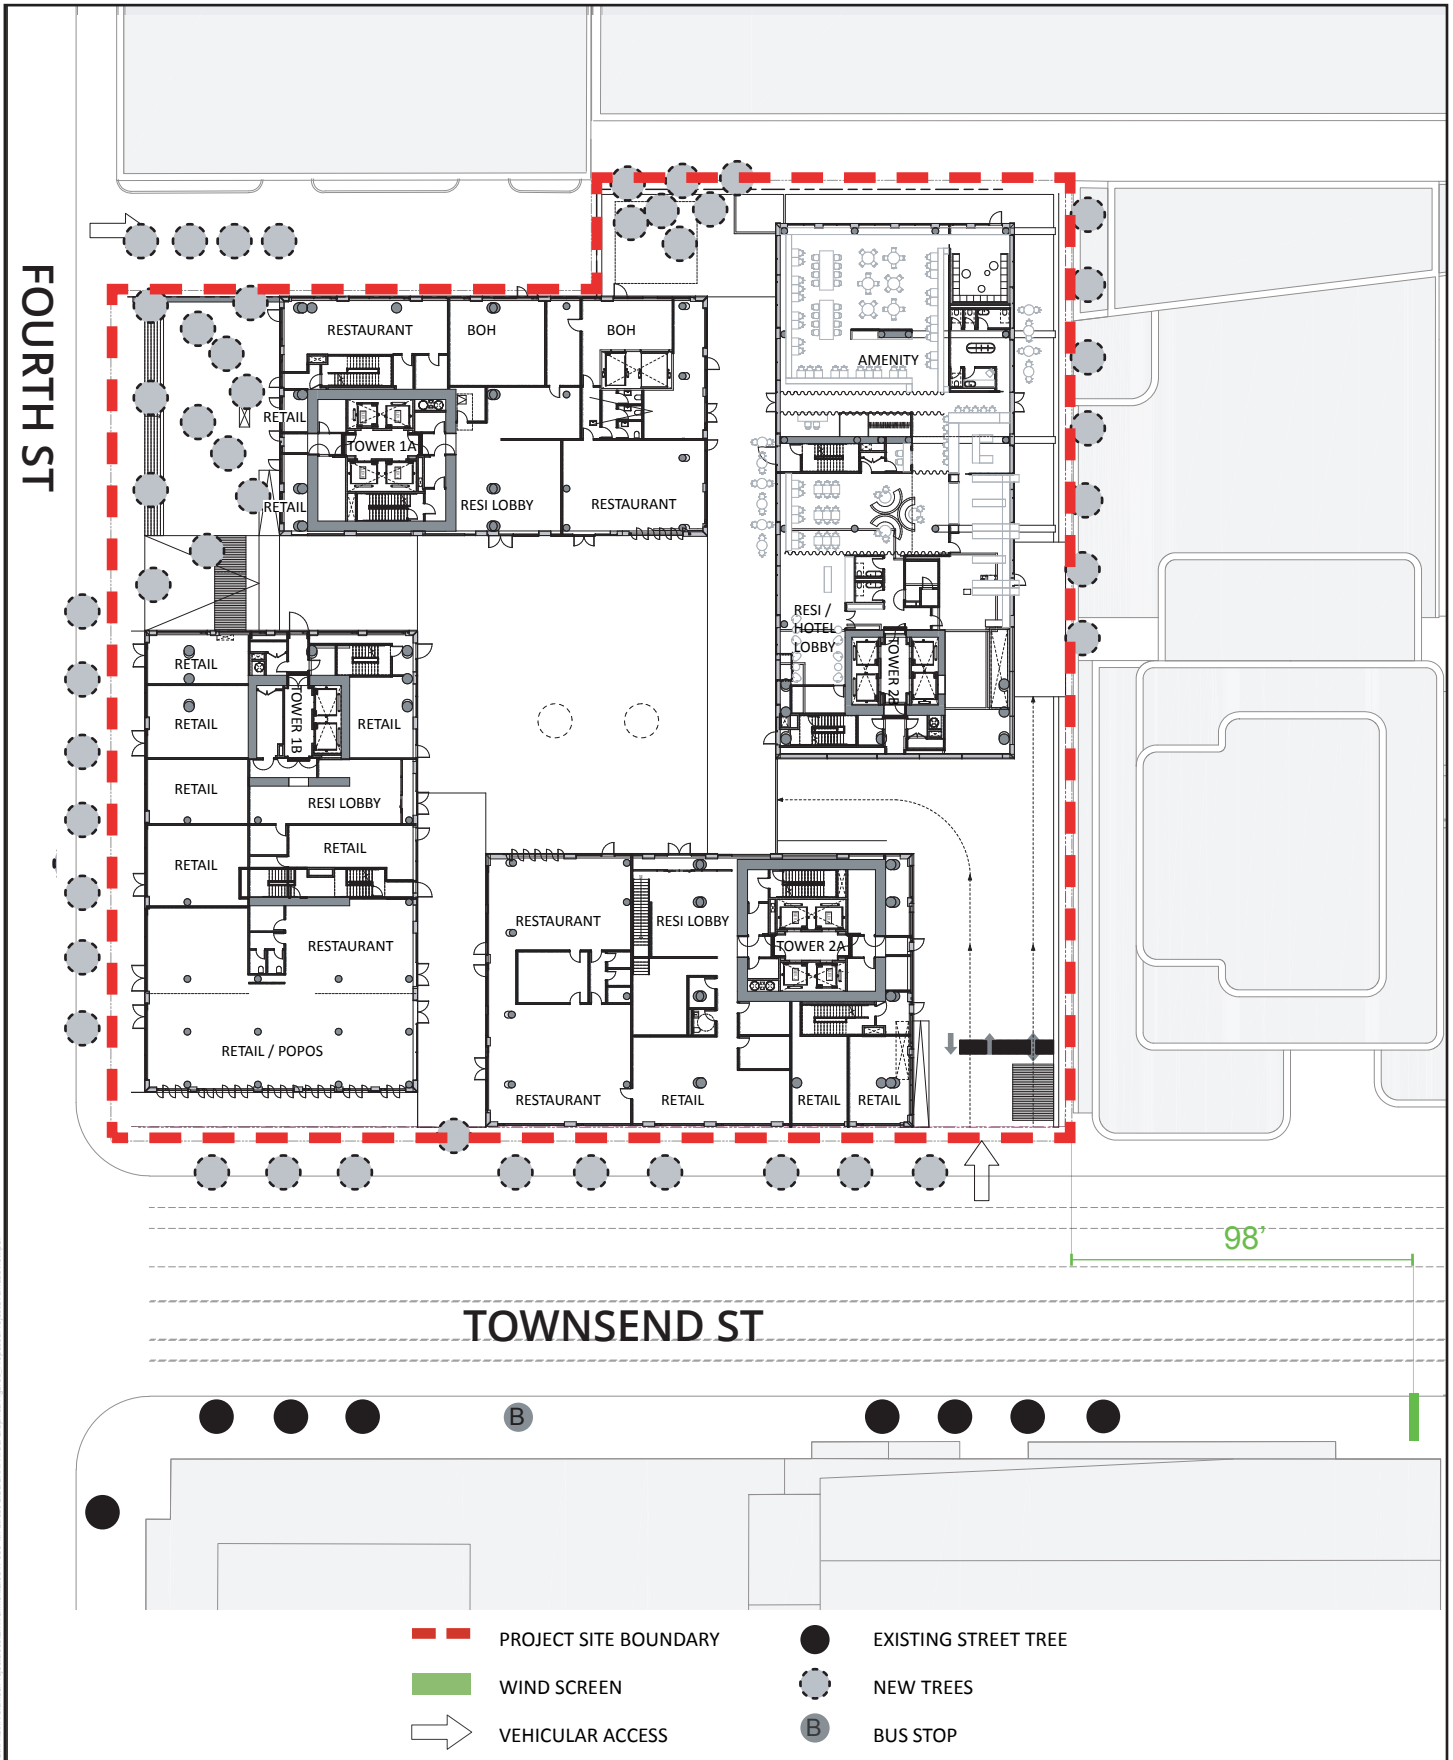 FOURTH ST
RESTAURANT
BOH
BOH
AMENITY
RETAIL
TOWER 1A
RETAIL
RESI LOBBY
RESTAURANT
RESI /
HOTEL
LOBBY
TOWER 2B
RETAIL
RETAIL
TOWER 1B
RETAIL
RETAIL
RESI LOBBY
RETAIL
RETAIL
RESTAURANT
RETAIL / POPOS
RESTAURANT
RESI LOBBY
TOWER 2A
RESTAURANT
RETAIL
RETAIL
RETAIL
98'
TOWNSEND ST
B
PROJECT SITE BOUNDARY
EXISTING STREET TREE
WIND SCREEN
NEW TREES
VEHICULAR ACCESS
B
BUS STOP